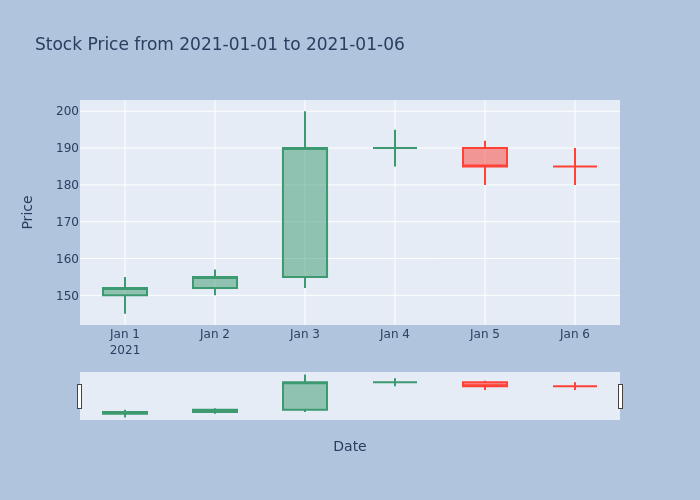 Stock Price from 2021-01-01 to 2021-01-06
200
190
180
170
160
150
Price
Jan 1
2021
Jan 2
Jan 3
Jan 4
Jan 5
Jan 6
Date